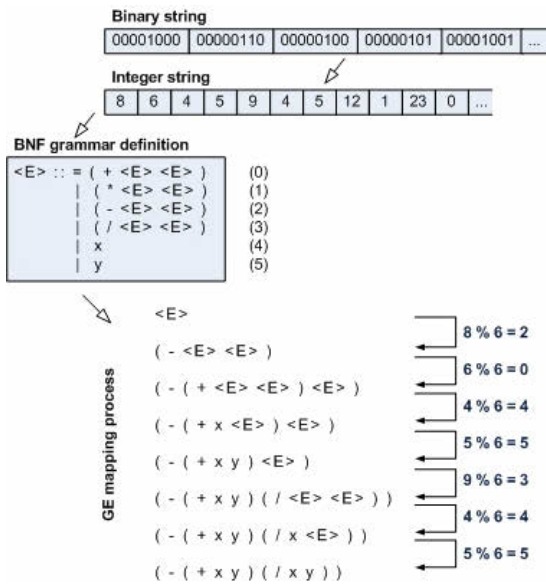 Binary string
00001000 00000110 00000100 00000101 00001001 ...
Integer string
8 6 4 5 9 4 5 12 1 23 0 ...
BNF grammar definition
<E> :: = ( + <E> <E> ) (0)
| ( * <E> <E> ) (1)
| ( - <E> <E> ) (2)
| ( / <E> <E> ) (3)
| x (4)
| y (5)
GE mapping process
<E>
8 % 6 = 2
( - <E> <E> )
6 % 6 = 0
( - ( + <E> <E> ) <E> )
4 % 6 = 4
( - ( + x <E> ) <E> )
5 % 6 = 5
( - ( + x y ) <E> )
9 % 6 = 3
( - ( + x y ) ( / <E> <E> ) )
4 % 6 = 4
( - ( + x y ) ( / x <E> ) )
5 % 6 = 5
( - ( + x y ) ( / x y ) )